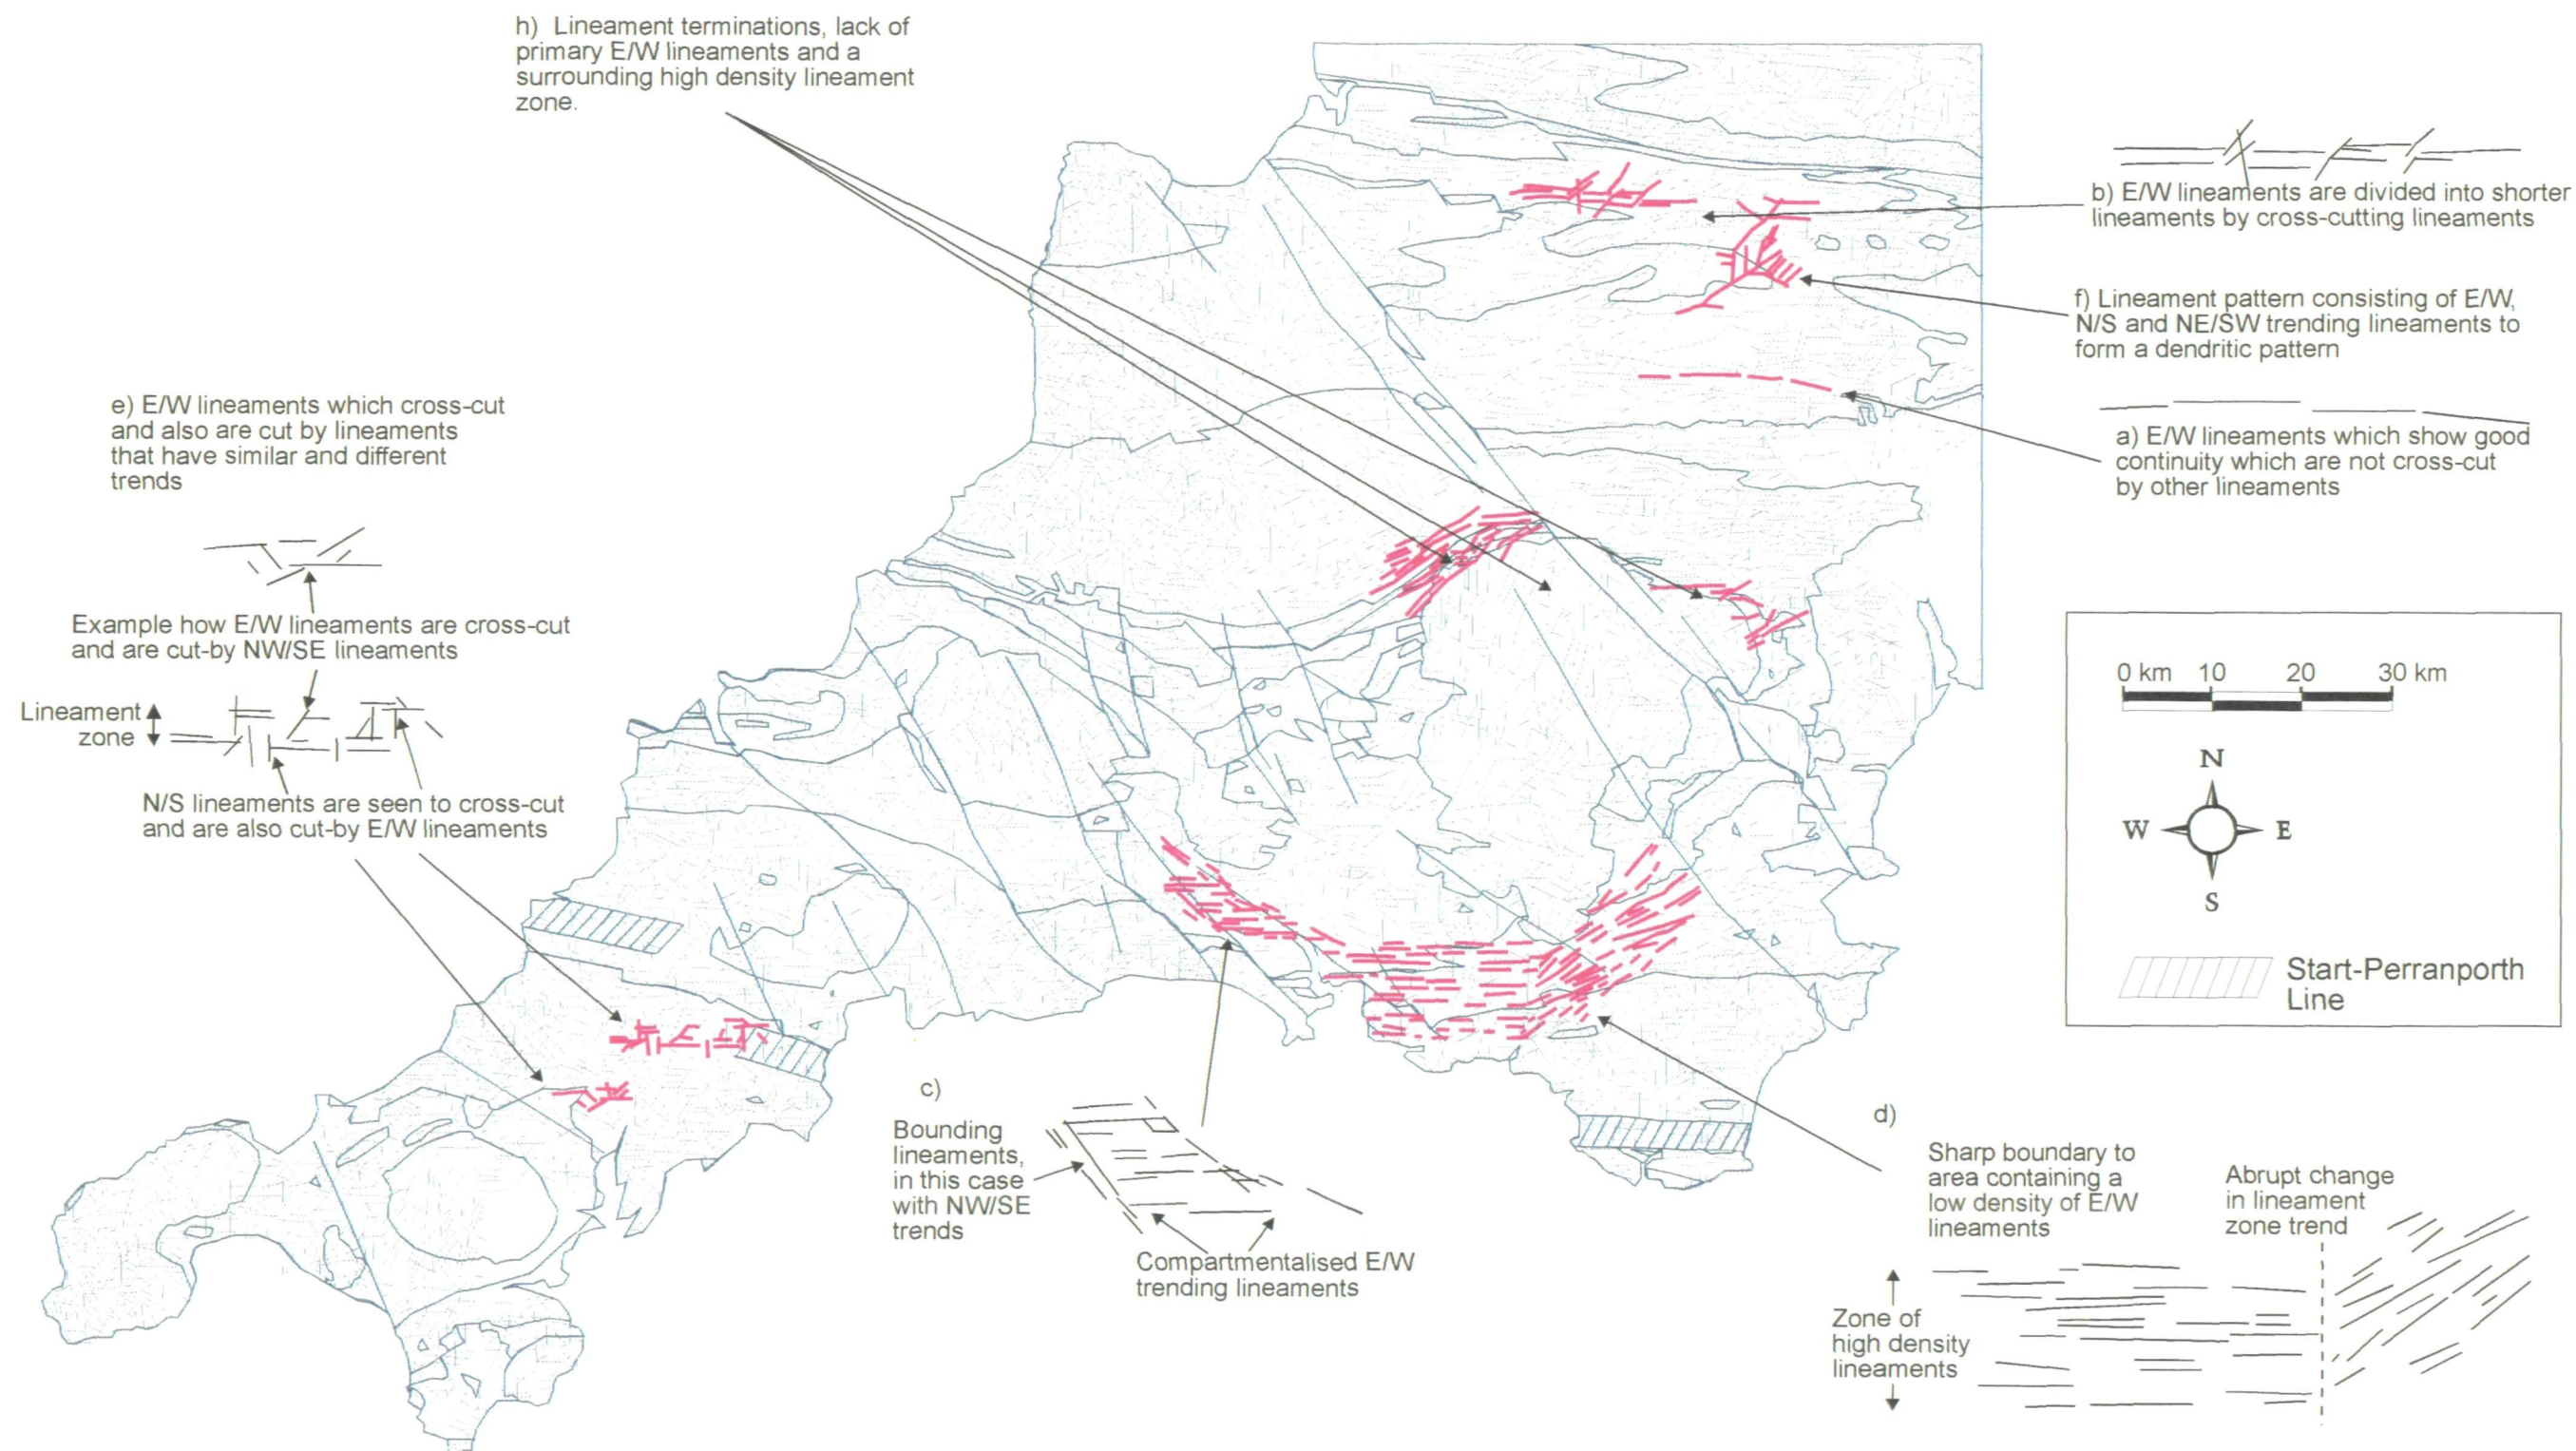 h) Lineament terminations, lack of
primary E/W lineaments and a
surrounding high density lineament
zone.
b) E/W lineaments are divided into shorter
lineaments by cross-cutting lineaments
f) Lineament pattern consisting of E/W,
N/S and NE/SW trending lineaments to
form a dendritic pattern
a) E/W lineaments which show good
continuity which are not cross-cut
by other lineaments
e) E/W lineaments which cross-cut
and also are cut by lineaments
that have similar and different
trends
Example how E/W lineaments are cross-cut
and are cut-by NW/SE lineaments
Lineament
zone
N/S lineaments are seen to cross-cut
and are also cut-by E/W lineaments
0 km 10 20 30 km
N
W E
S
Start-Perranporth
Line
c)
Bounding
lineaments,
in this case
with NW/SE
trends
Compartmentalised E/W
trending lineaments
d)
Sharp boundary to
area containing a
low density of E/W
lineaments
Abrupt change
in lineament
zone trend
Zone of
high density
lineaments